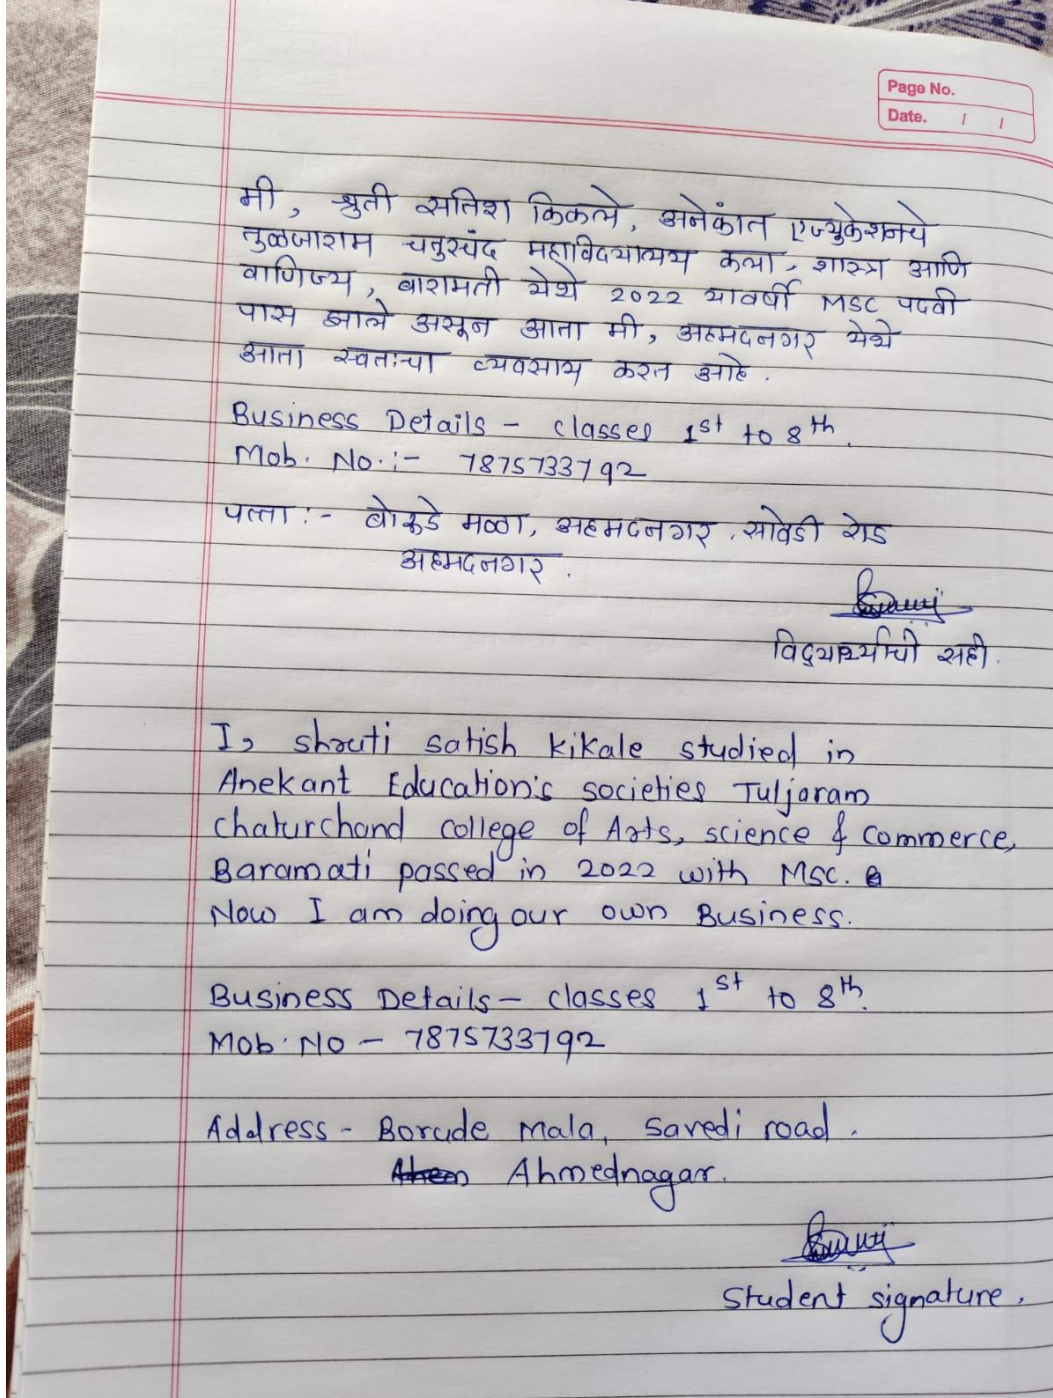 Page No.
Date. / /
मी, श्रुती सतिश किकले, अनेकांत एज्युकेशनचे
तुळजाराम चतुरचंद महाविद्यालय कला, शास्त्र आणि
वाणिज्य, बारामती येथे 2022 यावर्षी MSC पदवी
पास झाले असून आता मी, अहमदनगर येथे
आता स्वतःचा व्यवसाय करत आहे.
Business Details - classes 1st to 8th.
Mob. No.:- 7875733792
पत्ता :- बोरुडे मळा, अहमदनगर. सावेडी रोड
अहमदनगर.
विद्यार्थ्याची सही.
I, shruti satish kikale studied in
Anekant Education's societies Tuljaram
chaturchand college of Arts, science & commerce,
Baramati passed in 2022 with MSC.
Now I am doing our own Business.
Business Details - classes 1st to 8th.
Mob. No - 7875733792
Address - Borude mala, Savedi road.
Ahmednagar.
Student signature.